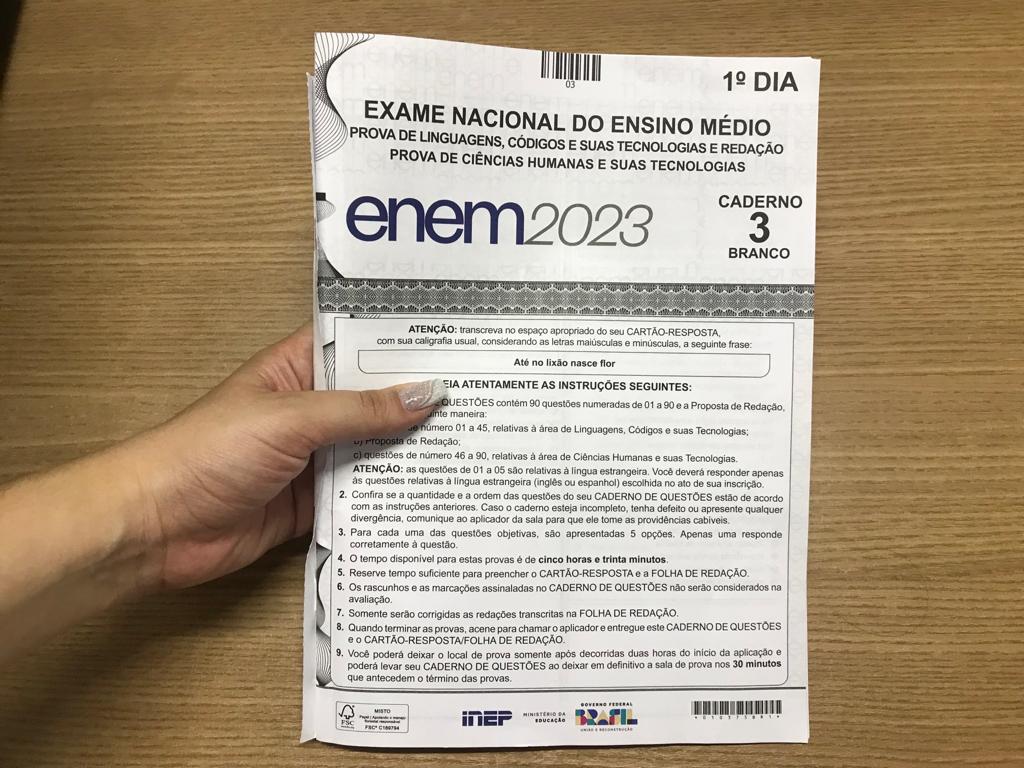 03
1º DIA
EXAME NACIONAL DO ENSINO MÉDIO
PROVA DE LINGUAGENS, CÓDIGOS E SUAS TECNOLOGIAS E REDAÇÃO
PROVA DE CIÊNCIAS HUMANAS E SUAS TECNOLOGIAS
enem2023
CADERNO
3
BRANCO
ATENÇÃO: transcreva no espaço apropriado do seu CARTÃO-RESPOSTA,
com sua caligrafia usual, considerando as letras maiúsculas e minúsculas, a seguinte frase:
Até no lixão nasce flor
EIA ATENTAMENTE AS INSTRUÇÕES SEGUINTES:
QUESTÕES contém 90 questões numeradas de 01 a 90 e a Proposta de Redação,
inte maneira:
de número 01 a 45, relativas à área de Linguagens, Códigos e suas Tecnologias;
b) Proposta de Redação;
c) questões de número 46 a 90, relativas à área de Ciências Humanas e suas Tecnologias.
ATENÇÃO: as questões de 01 a 05 são relativas à língua estrangeira. Você deverá responder apenas
às questões relativas à língua estrangeira (inglês ou espanhol) escolhida no ato de sua inscrição.
2. Confira se a quantidade e a ordem das questões do seu CADERNO DE QUESTÕES estão de acordo
com as instruções anteriores. Caso o caderno esteja incompleto, tenha defeito ou apresente qualquer
divergência, comunique ao aplicador da sala para que ele tome as providências cabíveis.
3. Para cada uma das questões objetivas, são apresentadas 5 opções. Apenas uma responde
corretamente à questão.
4. O tempo disponível para estas provas é de cinco horas e trinta minutos.
5. Reserve tempo suficiente para preencher o CARTÃO-RESPOSTA e a FOLHA DE REDAÇÃO.
6. Os rascunhos e as marcações assinaladas no CADERNO DE QUESTÕES não serão considerados na
avaliação.
7. Somente serão corrigidas as redações transcritas na FOLHA DE REDAÇÃO.
8. Quando terminar as provas, acene para chamar o aplicador e entregue este CADERNO DE QUESTÕES
e o CARTÃO-RESPOSTA/FOLHA DE REDAÇÃO.
9. Você poderá deixar o local de prova somente após decorridas duas horas do início da aplicação e
poderá levar seu CADERNO DE QUESTÕES ao deixar em definitivo a sala de prova nos 30 minutos
que antecedem o término das provas.
FSC
MISTO
Papel | Apoiando o manejo
florestal responsável
FSC® C189794
INEP
MINISTÉRIO DA
EDUCAÇÃO
GOVERNO FEDERAL
BRASIL
UNIÃO E RECONSTRUÇÃO